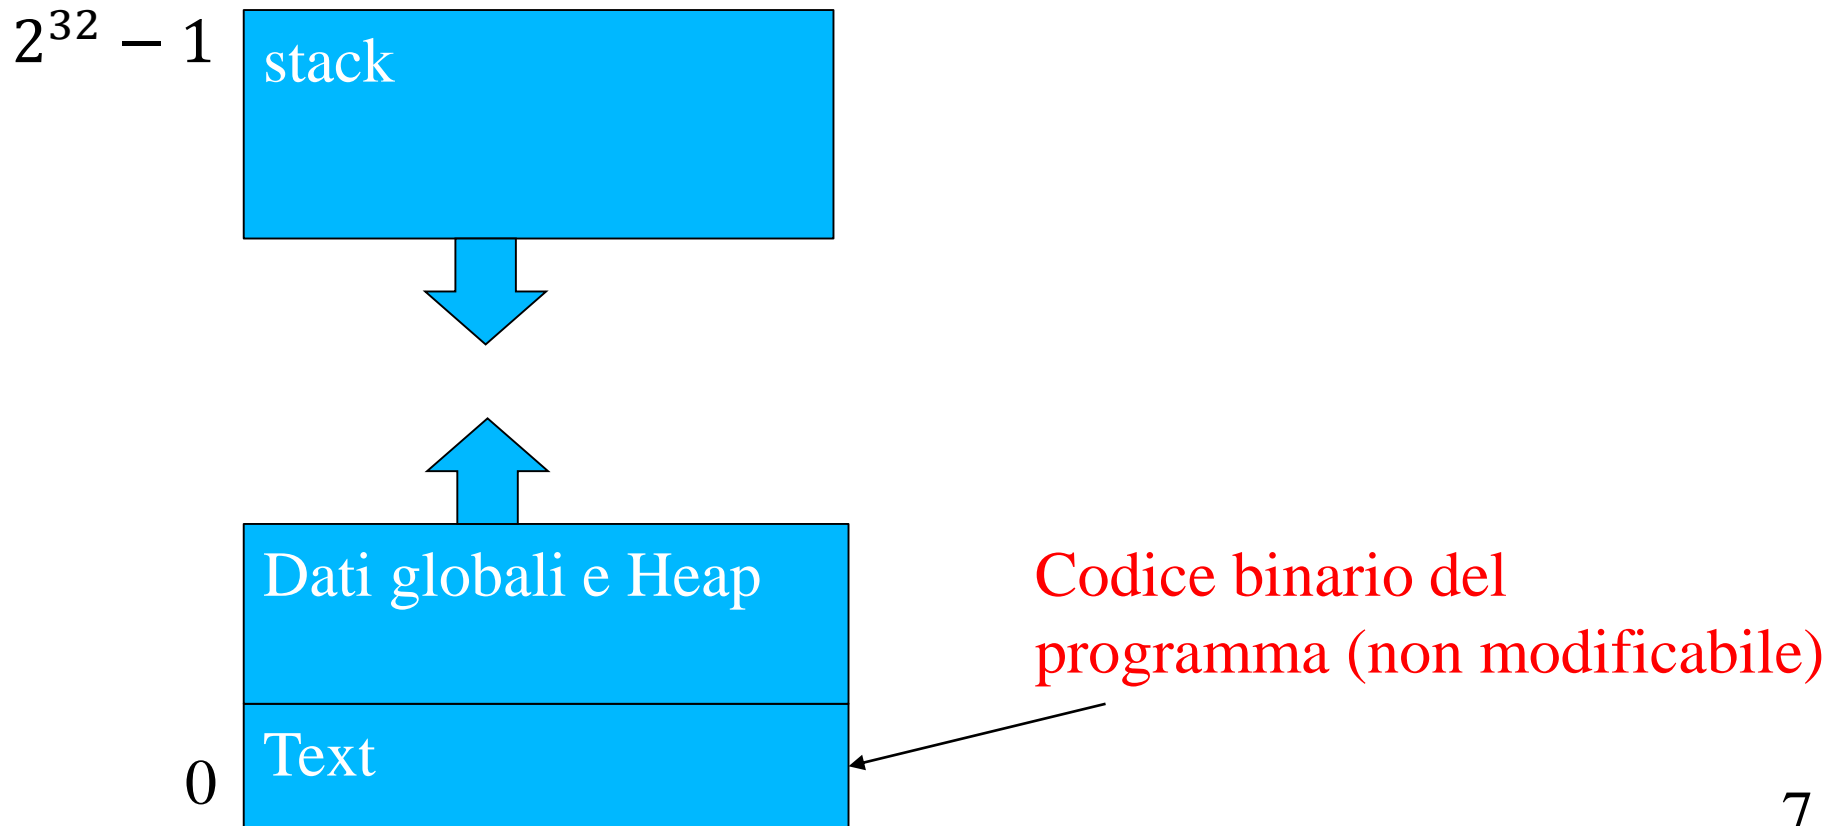 2³² − 1
stack
Dati globali e Heap
Codice binario del
programma (non modificabile)
Text
0
7